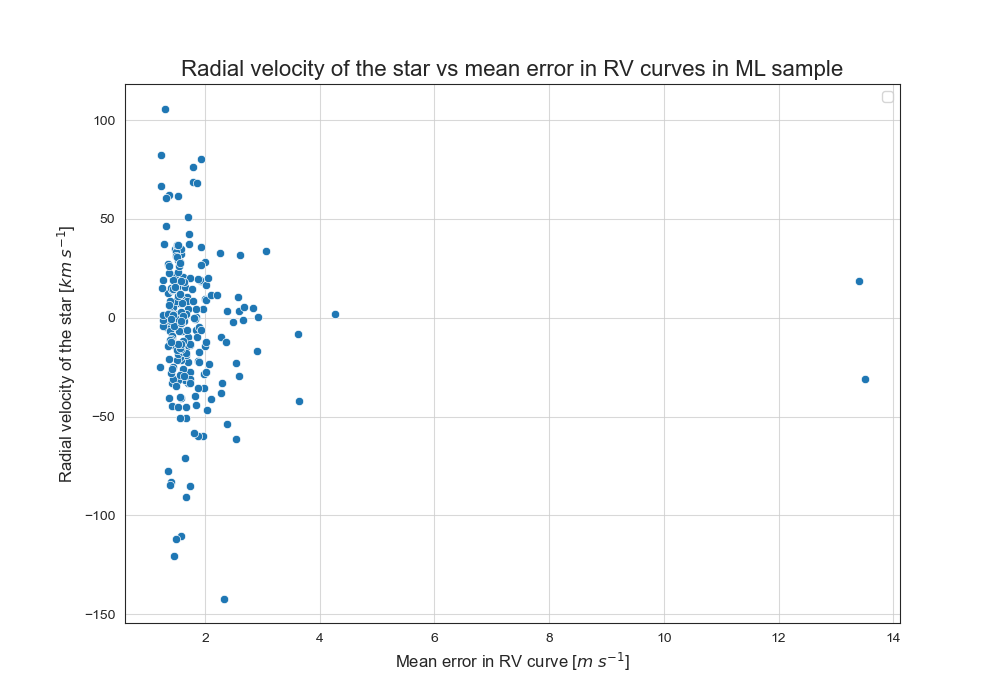 Radial velocity of the star vs mean error in RV curves in ML sample
Radial velocity of the star [km s⁻¹]
100
50
0
−50
−100
−150
2 4 6 8 10 12 14
Mean error in RV curve [m s⁻¹]